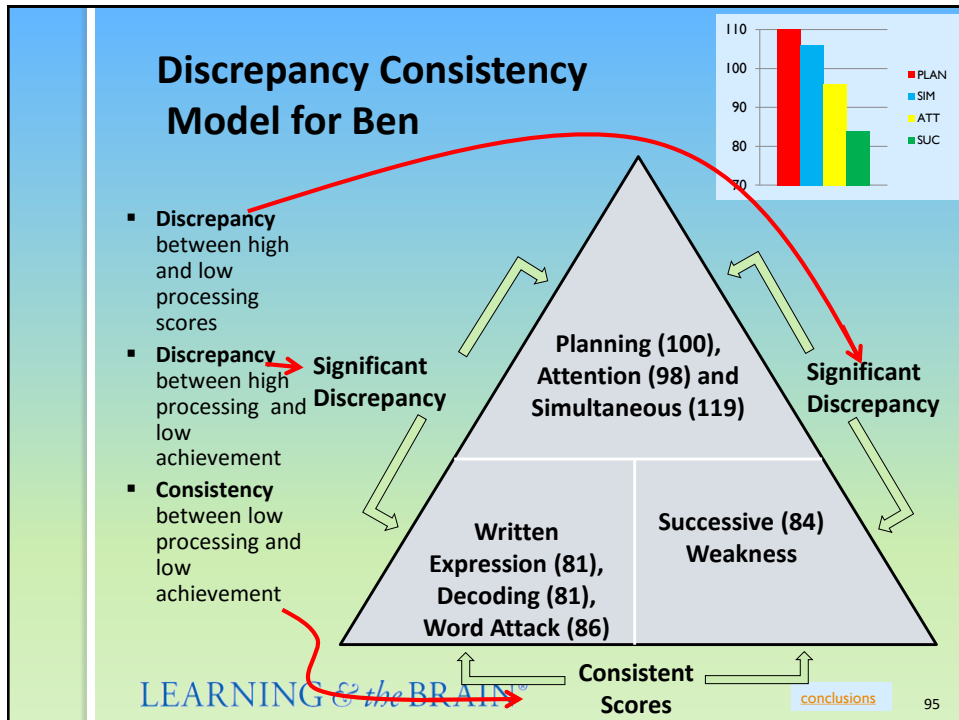 Discrepancy Consistency
Model for Ben
110
100
90
80
70
PLAN
SIM
ATT
SUC
▪ Discrepancy
between high
and low
processing
scores
▪ Discrepancy
between high
processing and
low
achievement
▪ Consistency
between low
processing and
low
achievement
Significant
Discrepancy
Planning (100),
Attention (98) and
Simultaneous (119)
Significant
Discrepancy
Written
Expression (81),
Decoding (81),
Word Attack (86)
Successive (84)
Weakness
Consistent
Scores
LEARNING & the BRAIN®
conclusions
95